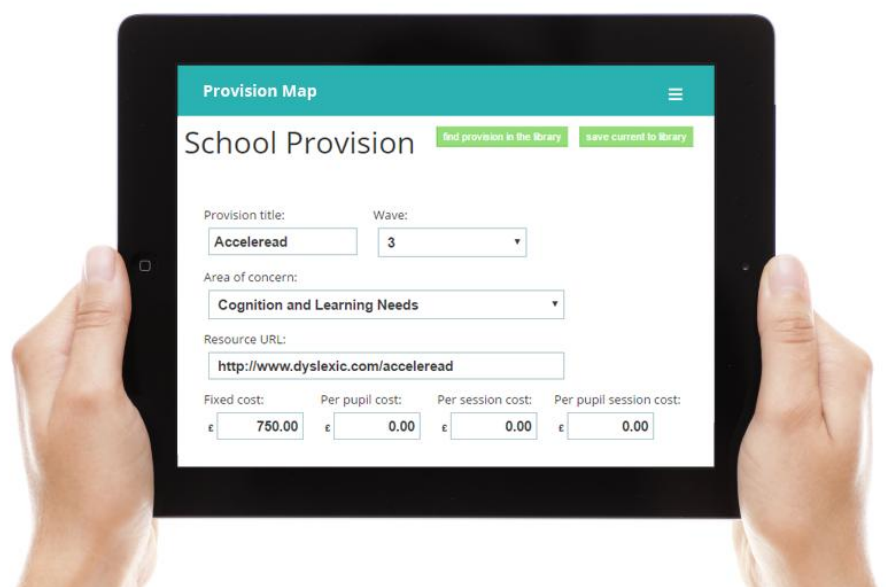 Provision Map
School Provision
find provision in the library
save current to library
Provision title: Wave:
Acceleread 3
Area of concern:
Cognition and Learning Needs
Resource URL:
http://www.dyslexic.com/acceleread
Fixed cost: Per pupil cost: Per session cost: Per pupil session cost:
£ 750.00 £ 0.00 £ 0.00 £ 0.00